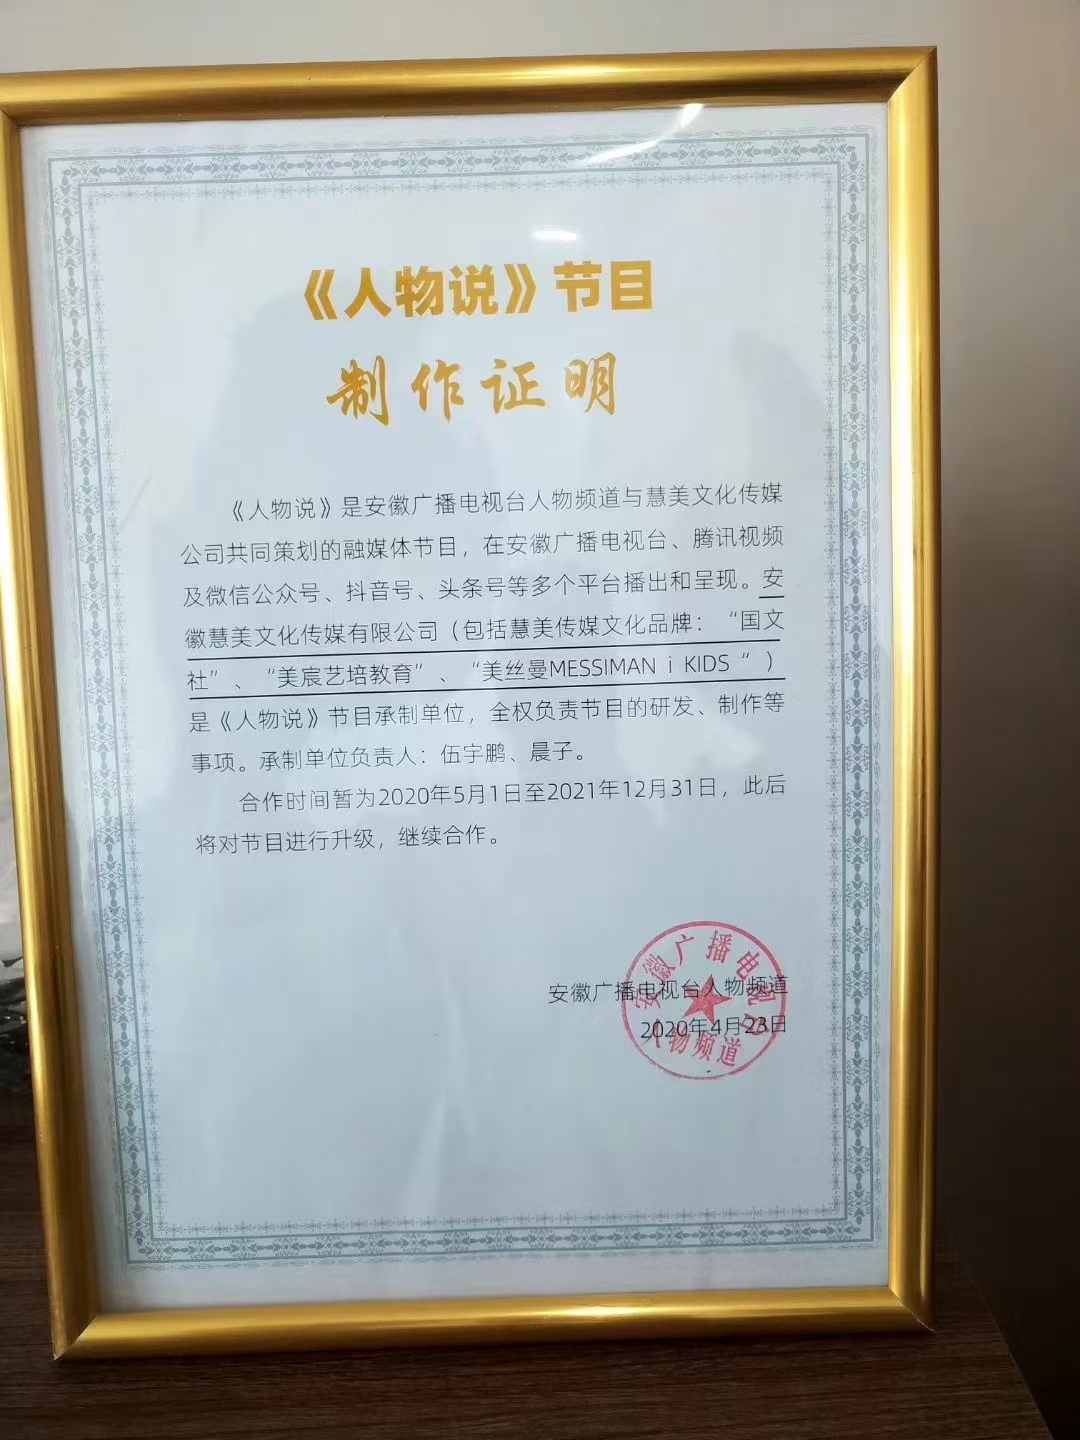 《人物说》节目
制作证明
《人物说》是安徽广播电视台人物频道与慧美文化传媒
公司共同策划的融媒体节目，在安徽广播电视台、腾讯视频
及微信公众号、抖音号、头条号等多个平台播出和呈现。安
徽慧美文化传媒有限公司（包括慧美传媒文化品牌：“国文
社”、“美宸艺培教育”、“美丝曼MESSIMAN i KIDS ”）
是《人物说》节目承制单位，全权负责节目的研发、制作等
事项。承制单位负责人：伍宇鹏、晨子。
合作时间暂为2020年5月1日至2021年12月31日，此后
将对节目进行升级，继续合作。
安徽广播电视台人物频道
2020年4月23日
安徽广播电视台
人物频道